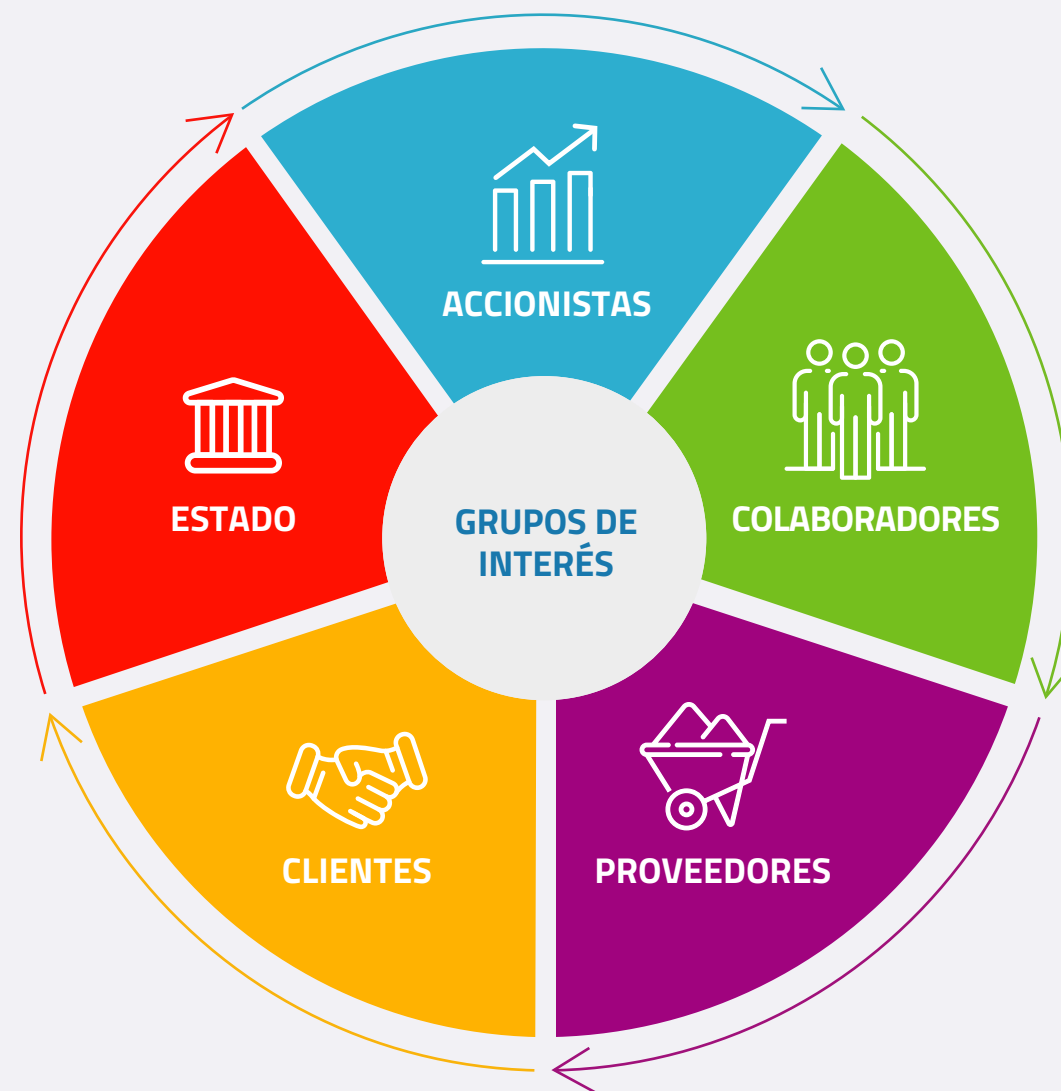 ACCIONISTAS
COLABORADORES
PROVEEDORES
CLIENTES
ESTADO
GRUPOS DE
INTERÉS